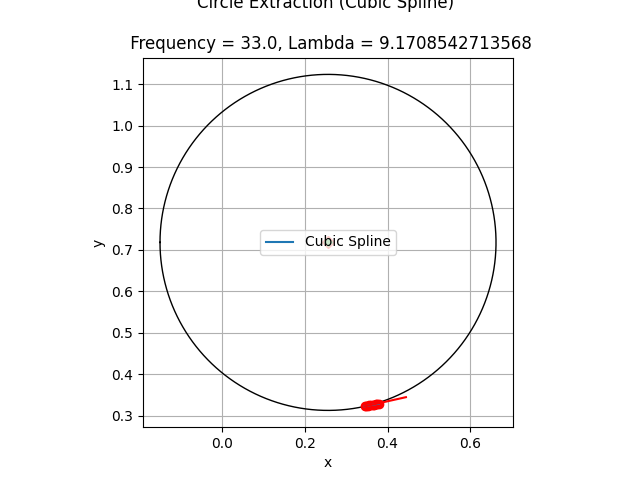 Circle Extraction (Cubic Spline)
Frequency = 33.0, Lambda = 9.1708542713568
1.1
1.0
0.9
0.8
0.7
0.6
0.5
0.4
0.3
y
Cubic Spline
0.0 0.2 0.4 0.6
x